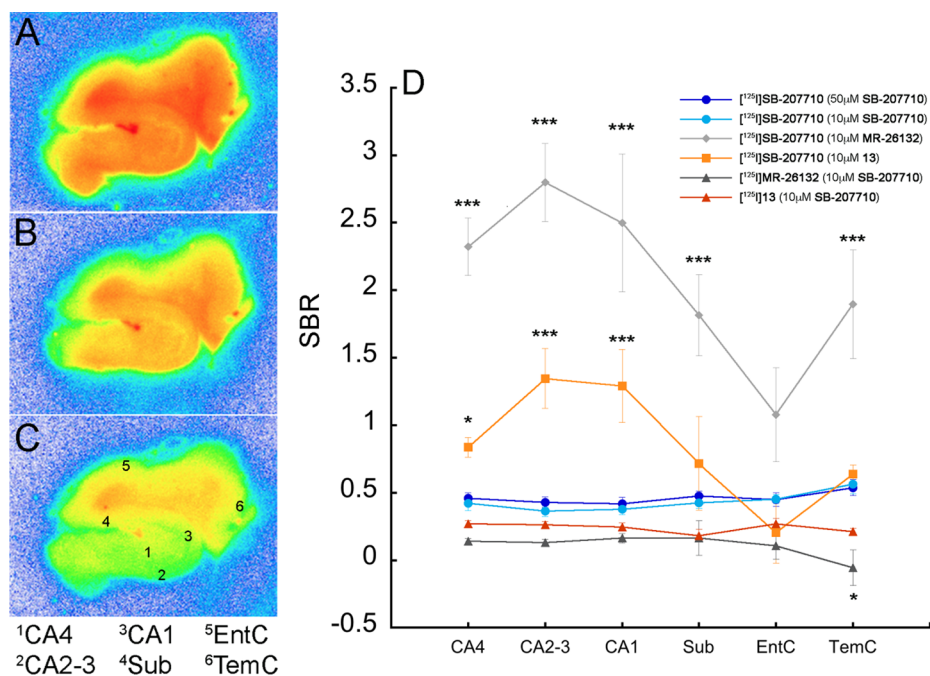 A
B
C
5
4
6
3
1
2
¹CA4 ³CA1 ⁵EntC
²CA2-3 ⁴Sub ⁶TemC
D
[¹²⁵I]SB-207710 (50µM SB-207710)
[¹²⁵I]SB-207710 (10µM SB-207710)
[¹²⁵I]SB-207710 (10µM MR-26132)
[¹²⁵I]SB-207710 (10µM 13)
[¹²⁵I]MR-26132 (10µM SB-207710)
[¹²⁵I]13 (10µM SB-207710)
SBR
3.5
3
2.5
2
1.5
1
0.5
0
-0.5
***
***
***
***
***
*
***
***
*
CA4 CA2-3 CA1 Sub EntC TemC